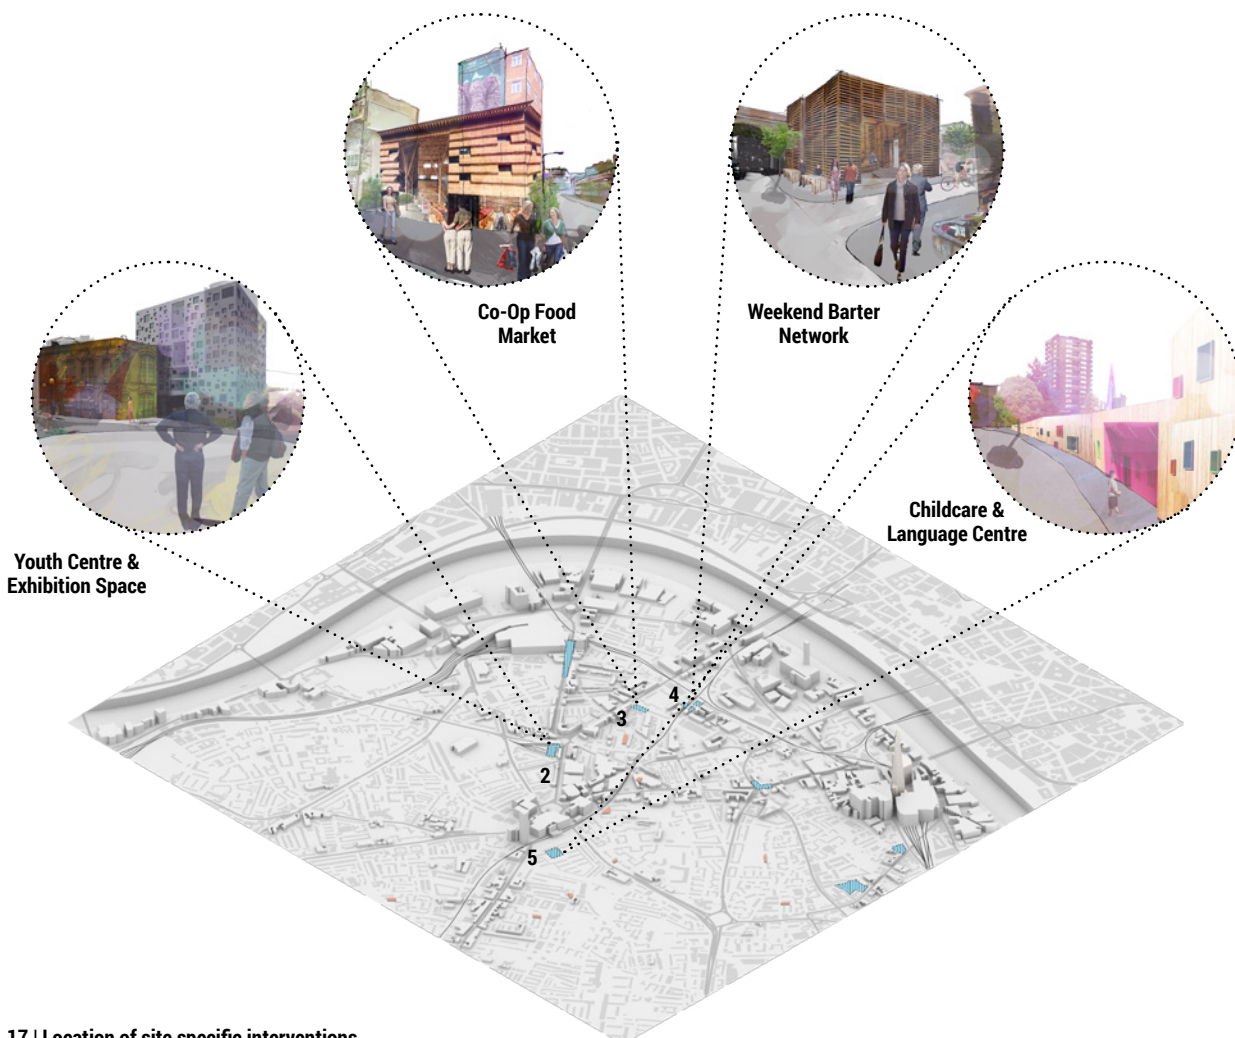 Co-Op Food
Market
Weekend Barter
Network
Childcare &
Language Centre
Youth Centre &
Exhibition Space
4
3
2
5
17 | Location of site specific interventions